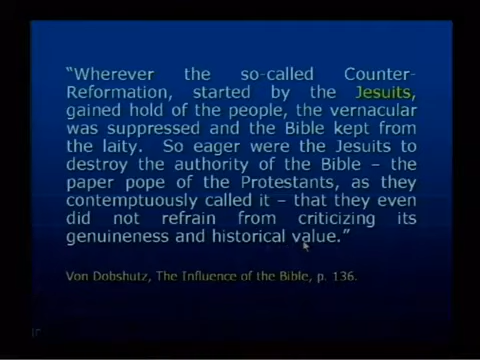 “Wherever the so-called Counter-
Reformation, started by the Jesuits,
gained hold of the people, the vernacular
was suppressed and the Bible kept from
the laity. So eager were the Jesuits to
destroy the authority of the Bible – the
paper pope of the Protestants, as they
contemptuously called it – that they even
did not refrain from criticizing its
genuineness and historical value.”
Von Dobshutz, The Influence of the Bible, p. 136.